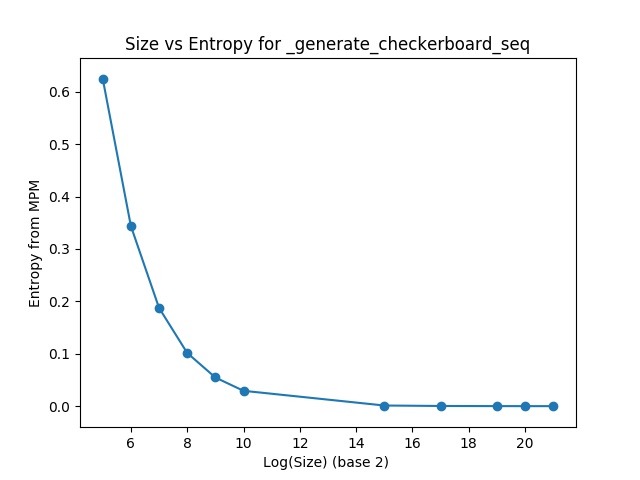 Size vs Entropy for _generate_checkerboard_seq
Entropy from MPM
0.6
0.5
0.4
0.3
0.2
0.1
0.0
6 8 10 12 14 16 18 20
Log(Size) (base 2)